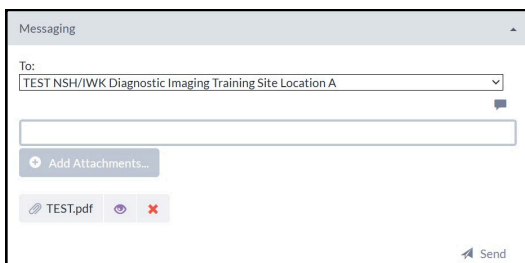 Messaging
To:
TEST NSH/IWK Diagnostic Imaging Training Site Location A
Add Attachments...
TEST.pdf
Send